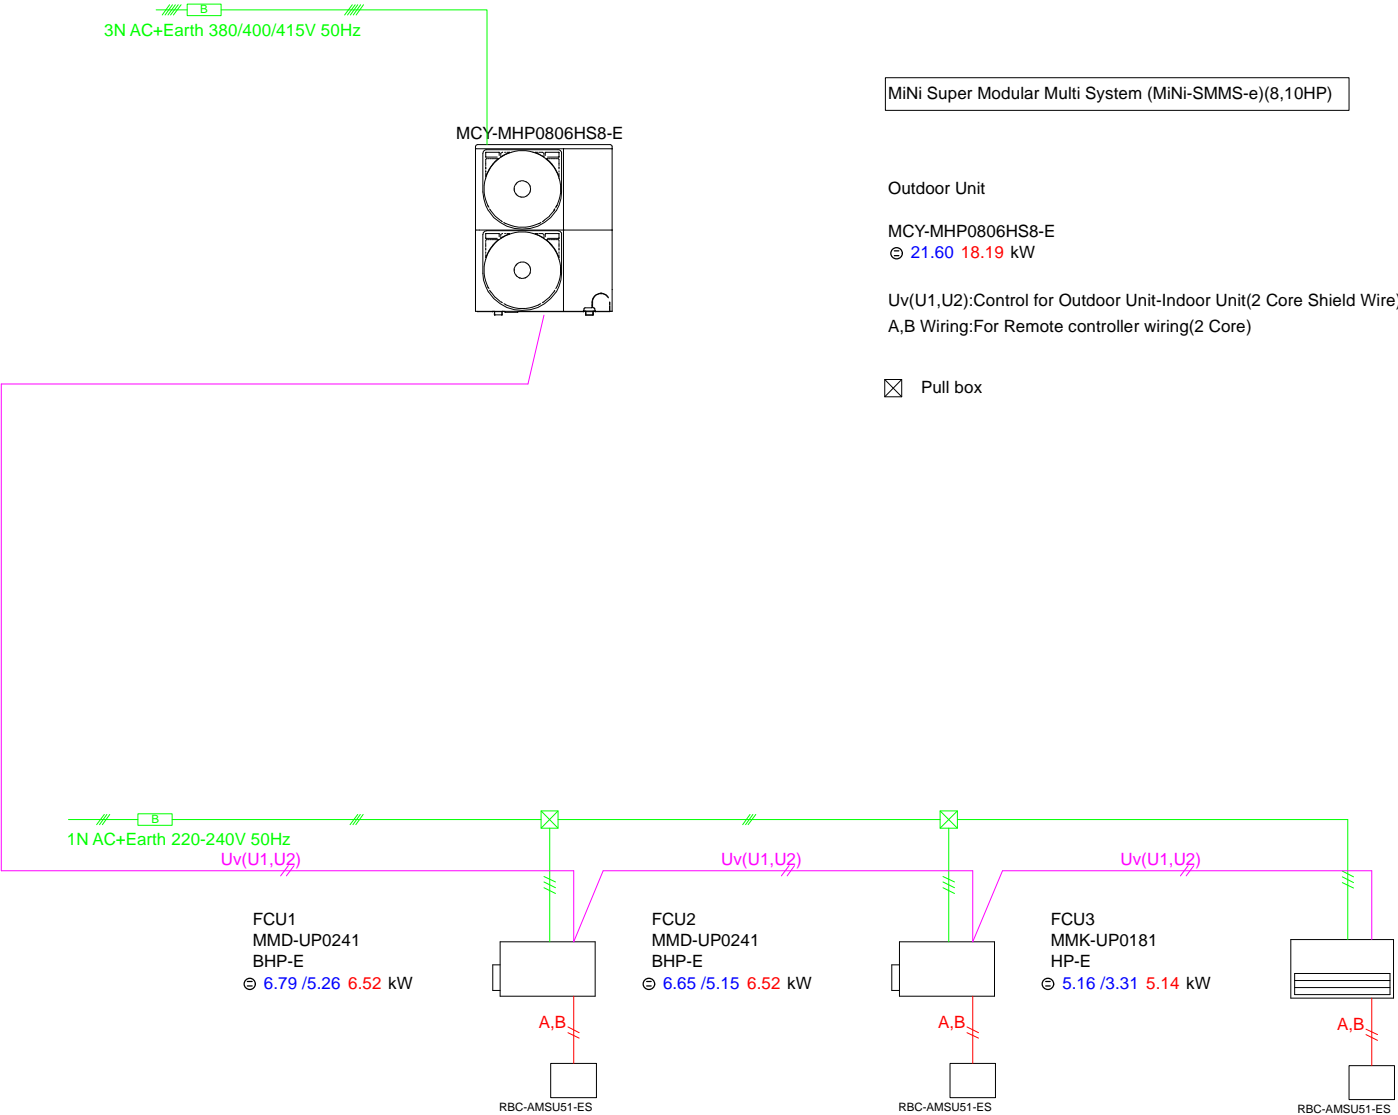 B
3N AC+Earth 380/400/415V 50Hz
MiNi Super Modular Multi System (MiNi-SMMS-e)(8,10HP)
MCY-MHP0806HS8-E
Outdoor Unit
MCY-MHP0806HS8-E
21.60 18.19 kW
Uv(U1,U2):Control for Outdoor Unit-Indoor Unit(2 Core Shield Wire)
A,B Wiring:For Remote controller wiring(2 Core)
Pull box
B
1N AC+Earth 220-240V 50Hz
Uv(U1,U2)
Uv(U1,U2)
Uv(U1,U2)
FCU1
MMD-UP0241
BHP-E
6.79 /5.26 6.52 kW
FCU2
MMD-UP0241
BHP-E
6.65 /5.15 6.52 kW
FCU3
MMK-UP0181
HP-E
5.16 /3.31 5.14 kW
A,B
A,B
A,B
RBC-AMSU51-ES
RBC-AMSU51-ES
RBC-AMSU51-ES